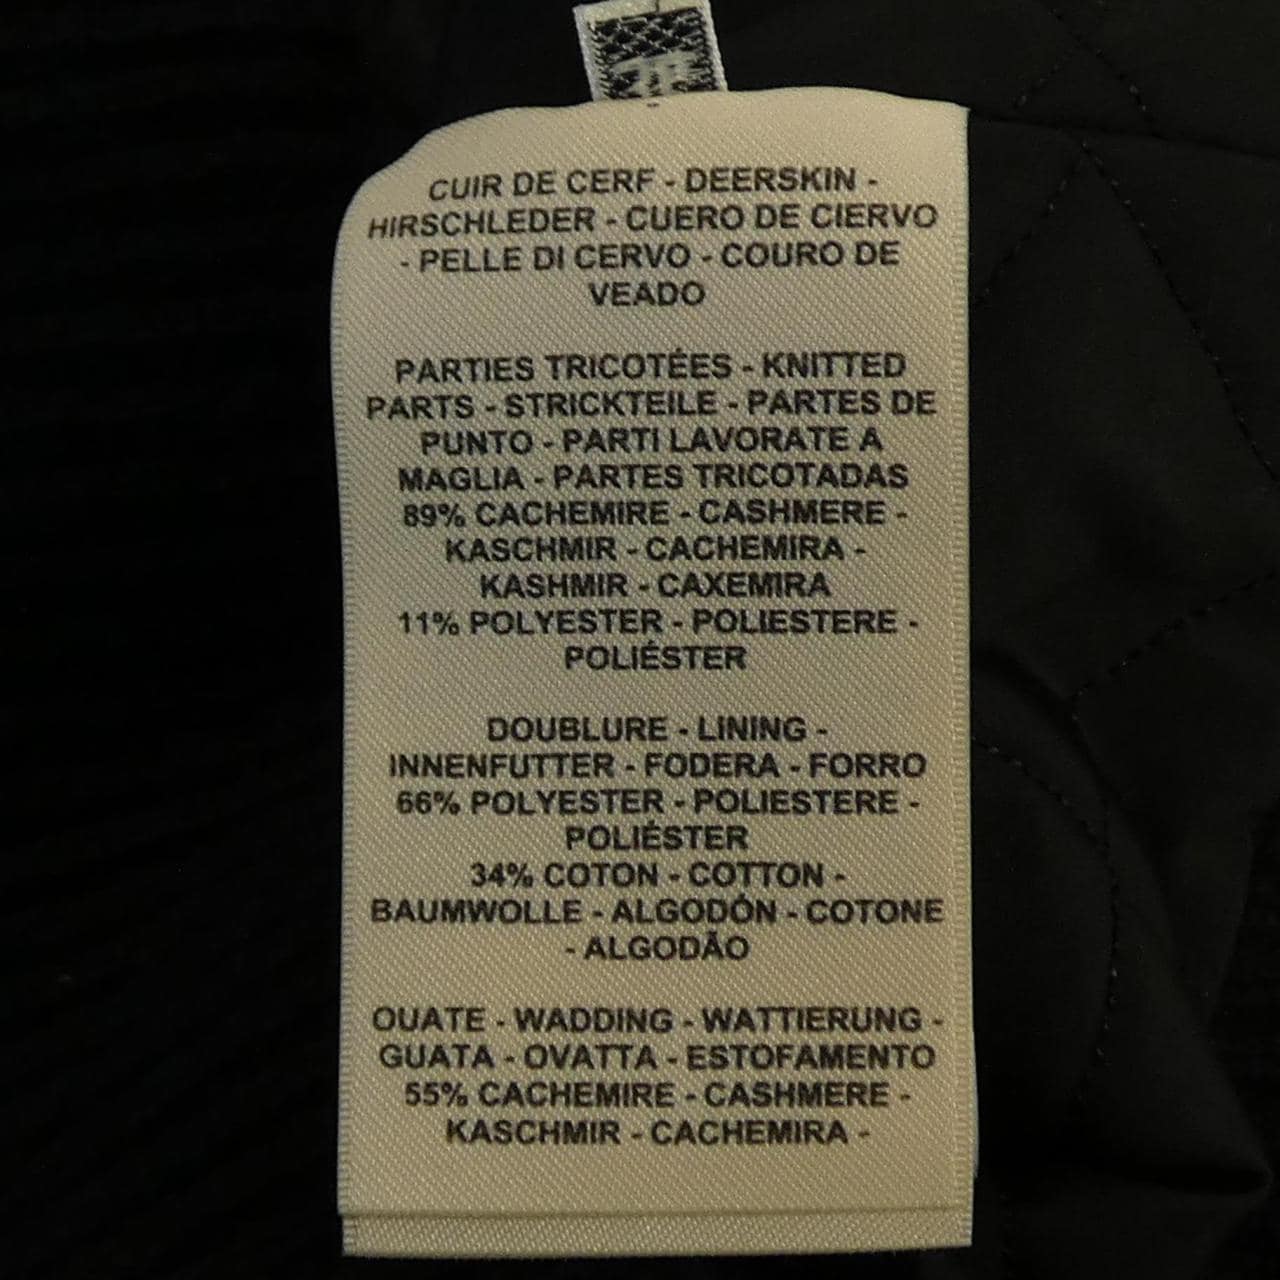 CUIR DE CERF - DEERSKIN -
HIRSCHLEDER - CUERO DE CIERVO
- PELLE DI CERVO - COURO DE
VEADO
PARTIES TRICOTÉES - KNITTED
PARTS - STRICKTEILE - PARTES DE
PUNTO - PARTI LAVORATE A
MAGLIA - PARTES TRICOTADAS
89% CACHEMIRE - CASHMERE -
KASCHMIR - CACHEMIRA -
KASHMIR - CAXEMIRA
11% POLYESTER - POLIESTERE -
POLIÉSTER
DOUBLURE - LINING -
INNENFUTTER - FODERA - FORRO
66% POLYESTER - POLIESTERE -
POLIÉSTER
34% COTON - COTTON -
BAUMWOLLE - ALGODÓN - COTONE
- ALGODÃO
OUATE - WADDING - WATTIERUNG -
GUATA - OVATTA - ESTOFAMENTO
55% CACHEMIRE - CASHMERE -
KASCHMIR - CACHEMIRA -